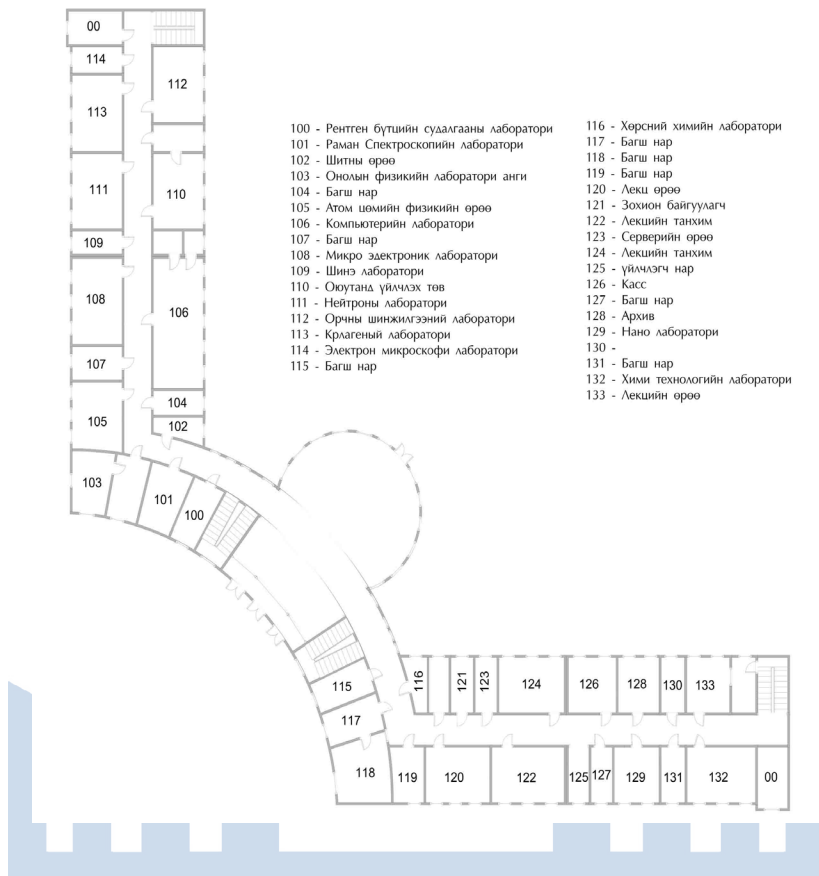 00
114
112
113
111
110
109
108
106
107
104
105
102
103
101
100
100 - Рентген бүтцийн судалгааны лаборатори
101 - Раман Спектроскопийн лаборатори
102 - Шитны өрөө
103 - Онолын физикийн лаборатори анги
104 - Багш нар
105 - Атом цөмийн физикийн өрөө
106 - Компьютерийн лаборатори
107 - Багш нар
108 - Микро эдектроник лаборатори
109 - Шинэ лаборатори
110 - Оюутанд үйлчлэх төв
111 - Нейтроны лаборатори
112 - Орчны шинжилгээний лаборатори
113 - Крлагеный лаборатори
114 - Электрон микроскофи лаборатори
115 - Багш нар
116 - Хөрсний химийн лаборатори
117 - Багш нар
118 - Багш нар
119 - Багш нар
120 - Лекц өрөө
121 - Зохион байгуулагч
122 - Лекцийн танхим
123 - Серверийн өрөө
124 - Лекцийн танхим
125 - үйлчлэгч нар
126 - Касс
127 - Багш нар
128 - Архив
129 - Нано лаборатори
130 -
131 - Багш нар
132 - Хими технологийн лаборатори
133 - Лекцийн өрөө
116
121
123
124
126
128
130
133
115
117
118
119
120
122
125
127
129
131
132
00